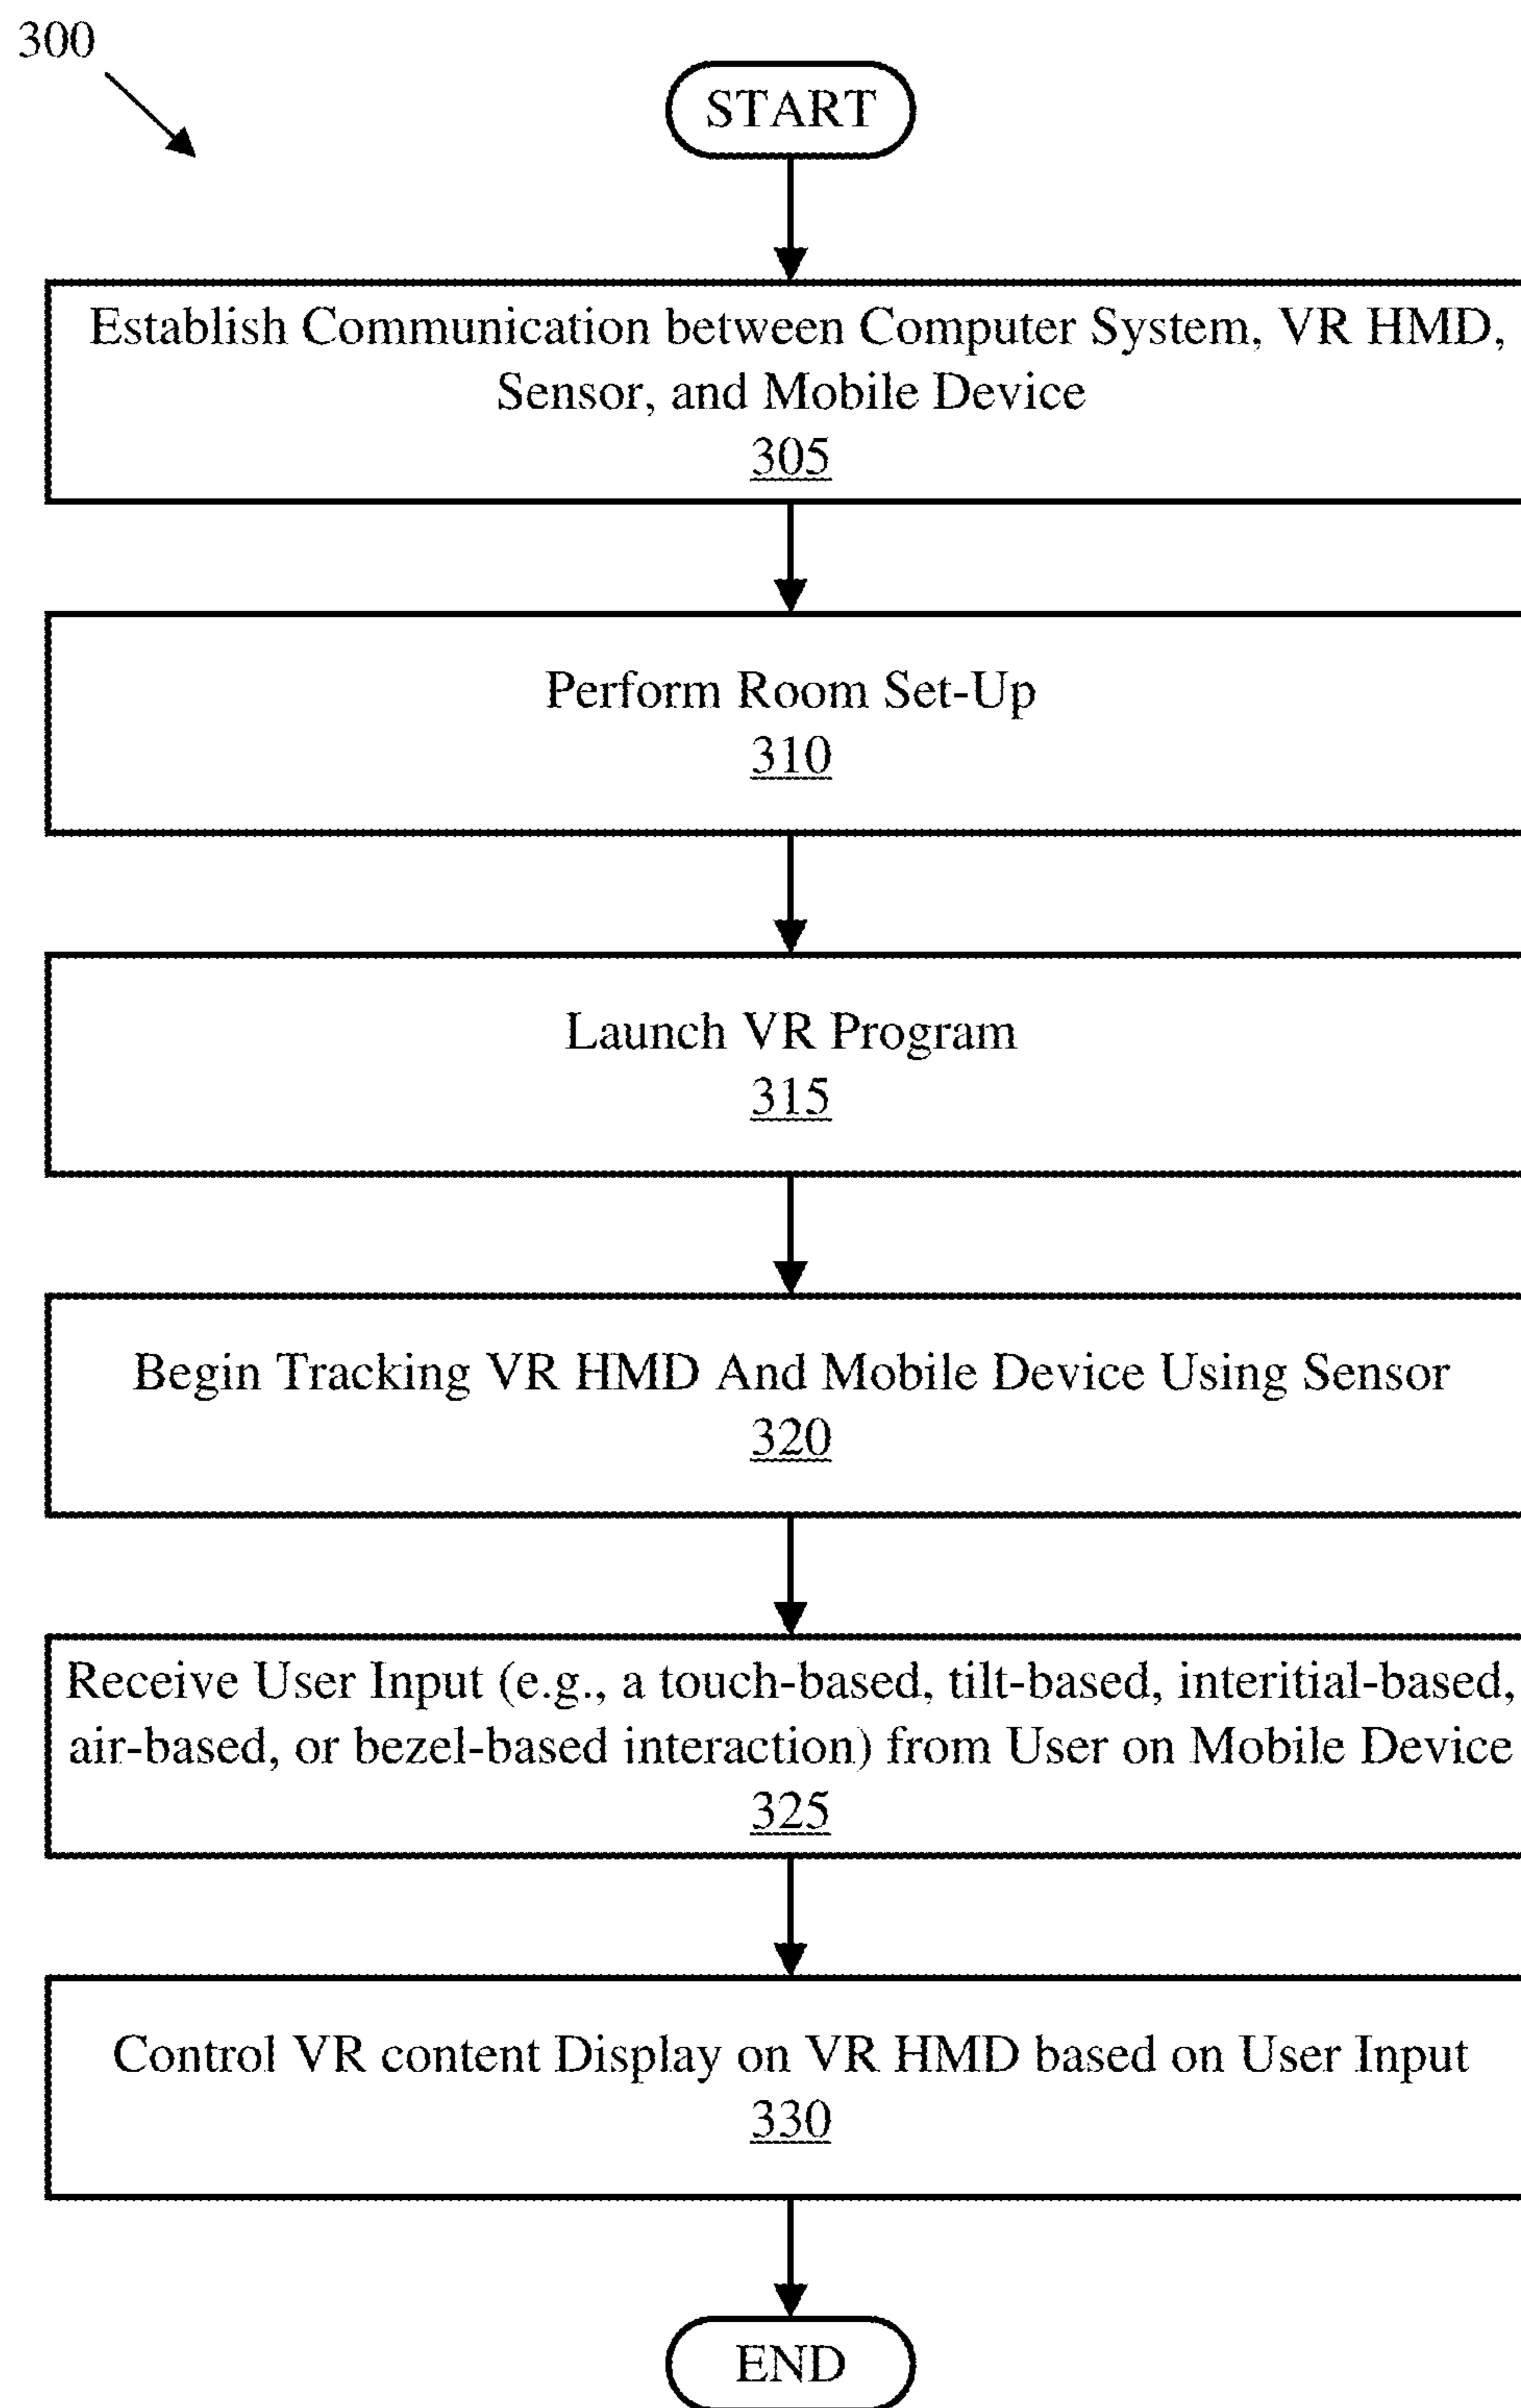 300
START
Establish Communication between Computer System, VR HMD,
Sensor, and Mobile Device
305
Perform Room Set-Up
310
Launch VR Program
315
Begin Tracking VR HMD And Mobile Device Using Sensor
320
Receive User Input (e.g., a touch-based, tilt-based, interitial-based,
air-based, or bezel-based interaction) from User on Mobile Device
325
Control VR content Display on VR HMD based on User Input
330
END